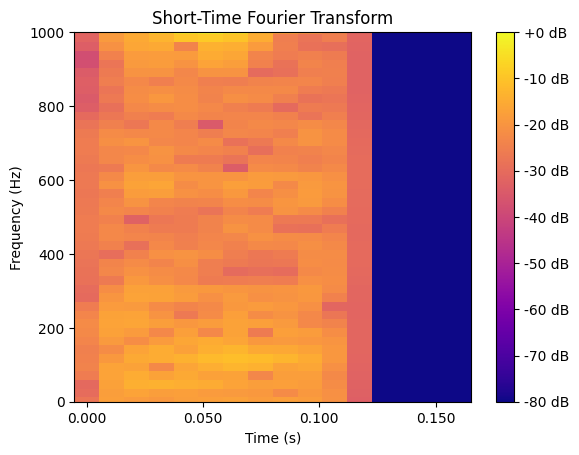 Short-Time Fourier Transform
Frequency (Hz)
1000
800
600
400
200
0
0.000
0.050
0.100
0.150
Time (s)
+0 dB
-10 dB
-20 dB
-30 dB
-40 dB
-50 dB
-60 dB
-70 dB
-80 dB